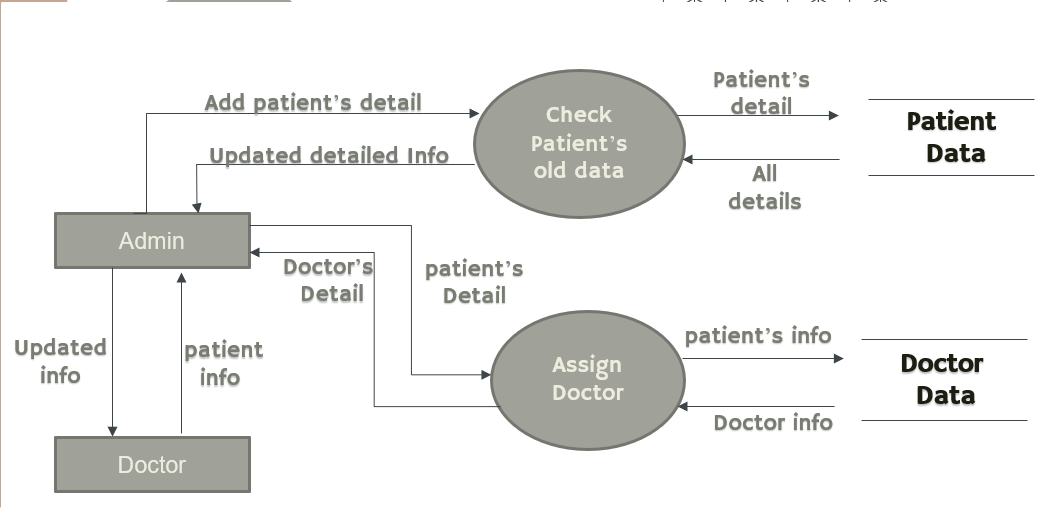 Patient's
detail
Add patient's detail
Check
Patient's
old data
Patient
Data
Updated detailed Info
All
details
Admin
Doctor's
Detail
patient's
Detail
Updated
info
patient
info
patient's info
Assign
Doctor
Doctor
Data
Doctor info
Doctor